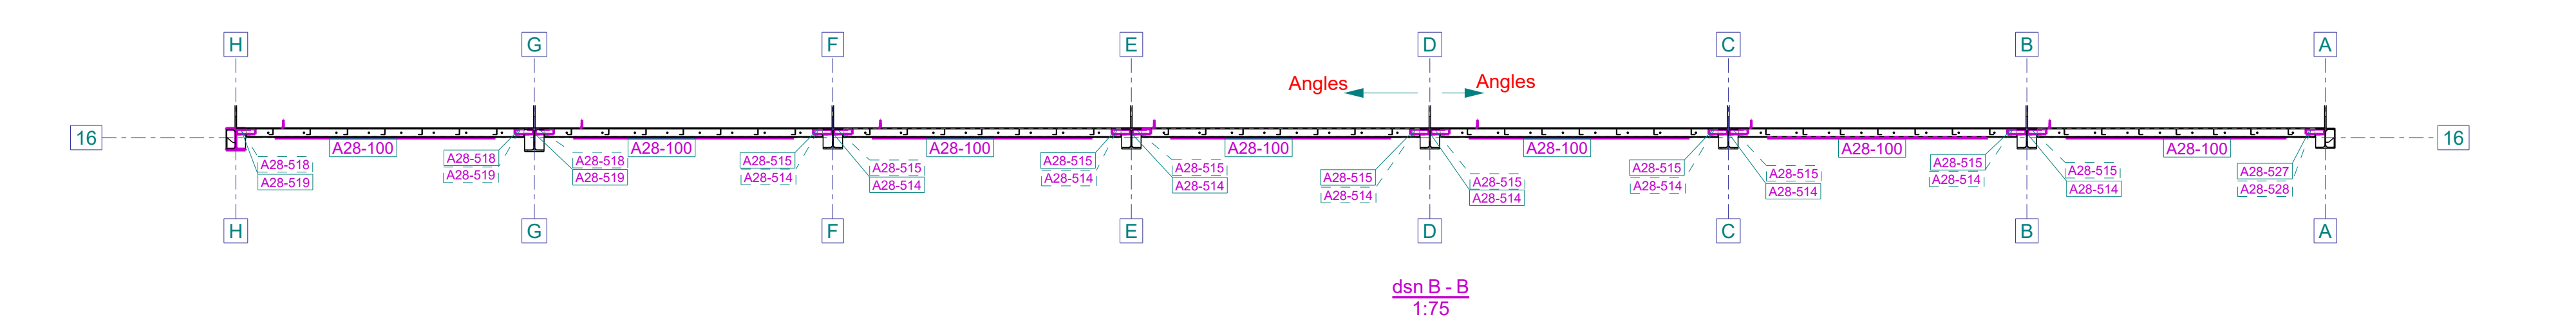 H G F E D C B A
Angles Angles
16 16
A28-100 A28-100 A28-100 A28-100 A28-100 A28-100 A28-100
A28-518 A28-518 A28-518 A28-515 A28-515 A28-515 A28-515 A28-515 A28-515 A28-515 A28-515 A28-515 A28-515 A28-527
A28-519 A28-519 A28-519 A28-514 A28-514 A28-514 A28-514 A28-514 A28-514 A28-514 A28-514 A28-514 A28-514 A28-528
H G F E D C B A
dsn B - B
1:75